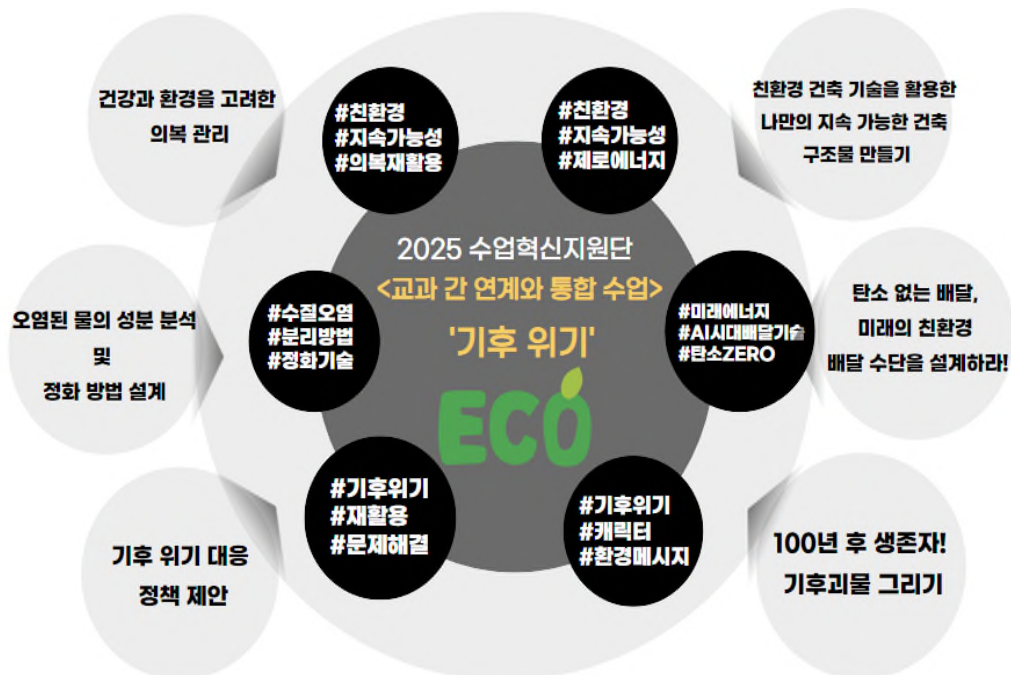 건강과 환경을 고려한
의복 관리
#친환경
#지속가능성
#의복재활용
#친환경
#지속가능성
#제로에너지
친환경 건축 기술을 활용한
나만의 지속 가능한 건축
구조물 만들기
2025 수업혁신지원단
<교과 간 연계와 통합 수업>
'기후 위기'
ECO
오염된 물의 성분 분석
및
정화 방법 설계
#수질오염
#분리방법
#정화기술
#미래에너지
#AI시대배달기술
#탄소ZERO
탄소 없는 배달,
미래의 친환경
배달 수단을 설계하라!
기후 위기 대응
정책 제안
#기후위기
#재활용
#문제해결
#기후위기
#캐릭터
#환경메시지
100년 후 생존자!
기후괴물 그리기